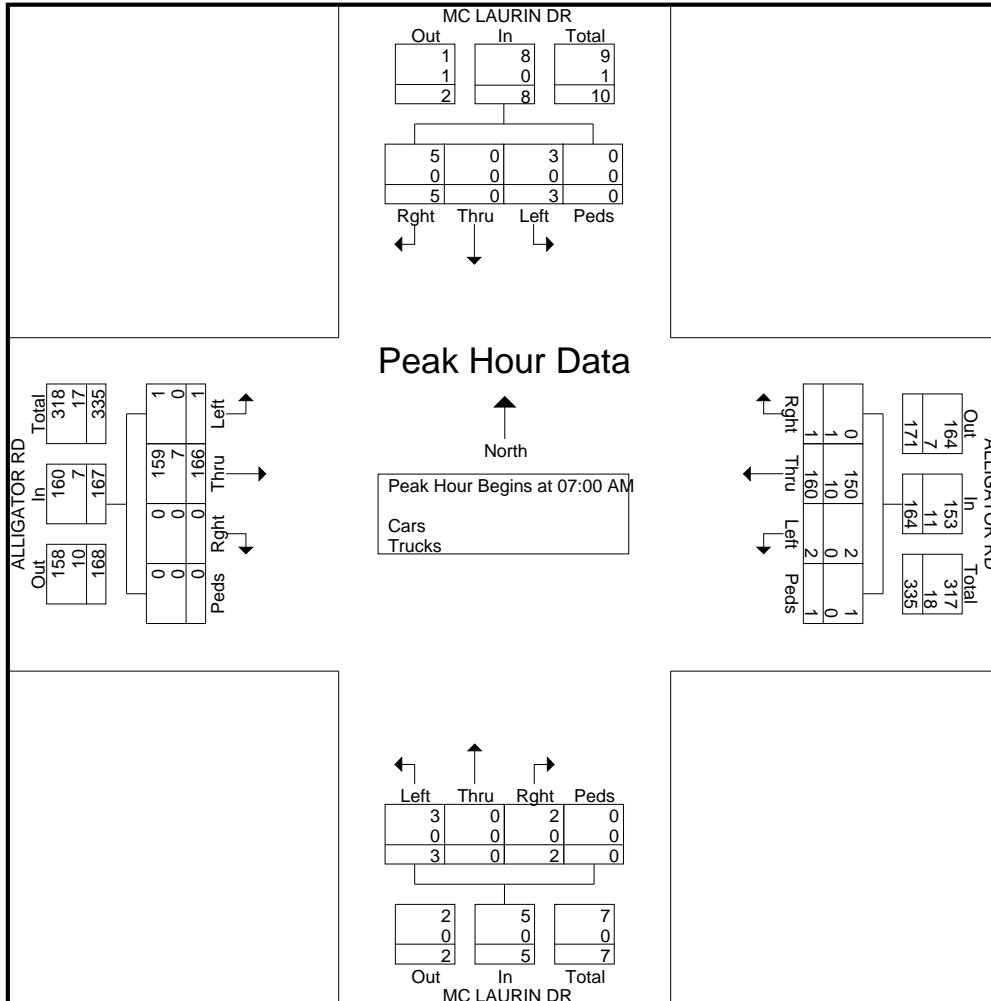 MC LAURIN DR
Out In Total
1 8 9
1 0 1
2 8 10
5 0 3 0
0 0 0 0
5 0 3 0
Rght Thru Left Peds
Peak Hour Data
North
Peak Hour Begins at 07:00 AM
Cars
Trucks
ALLIGATOR RD
Out In Total
158 160 318
10 7 17
168 167 335
Peds Rght Thru Left
0 0 159 1
0 0 7 0
0 0 166 1
ALLIGATOR RD
Out In Total
164 153 317
7 11 18
171 164 335
0 150 2 1
1 10 0 0
1 160 2 1
Rght Thru Left Peds
Left Thru Rght Peds
3 0 2 0
0 0 0 0
3 0 2 0
2 5 7
0 0 0
2 5 7
Out In Total
MC LAURIN DR